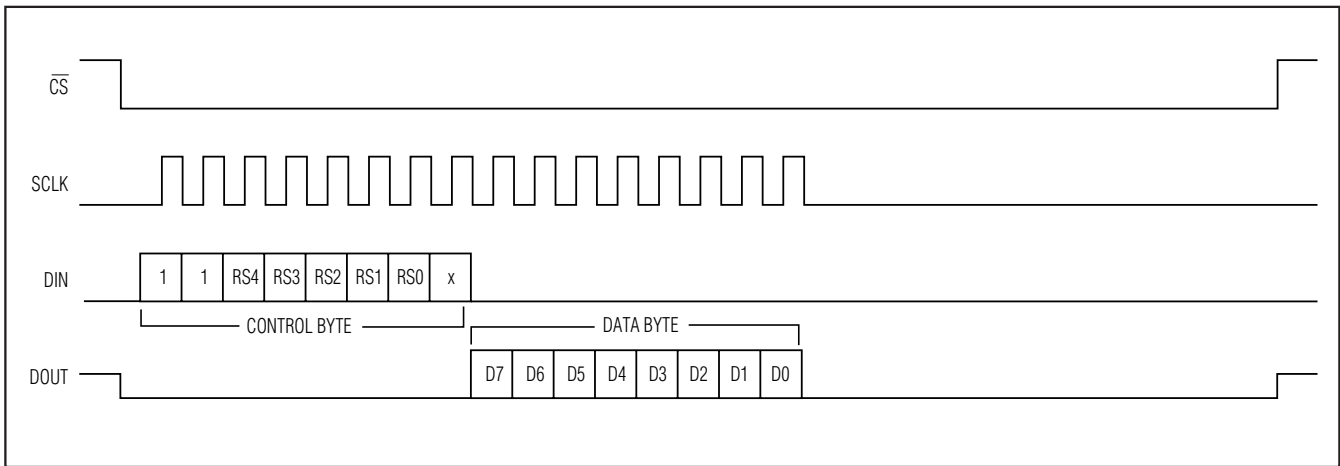 C̅S̅
SCLK
DIN 1 1 RS4 RS3 RS2 RS1 RS0 x
CONTROL BYTE DATA BYTE
DOUT D7 D6 D5 D4 D3 D2 D1 D0